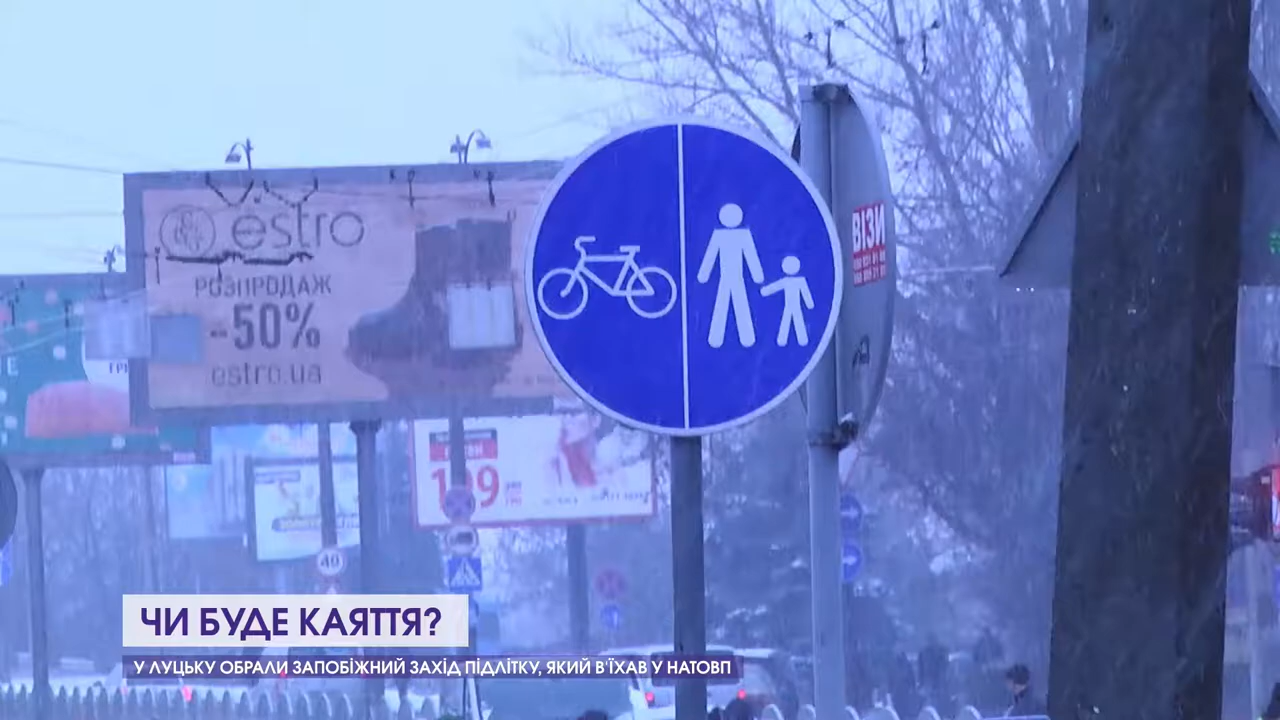 estro
РОЗПРОДАЖ
-50%
estro.ua
ВІЗИ
199
40
ЧИ БУДЕ КАЯТТЯ?
У ЛУЦЬКУ ОБРАЛИ ЗАПОБІЖНИЙ ЗАХІД ПІДЛІТКУ, ЯКИЙ В'ЇХАВ У НАТОВП